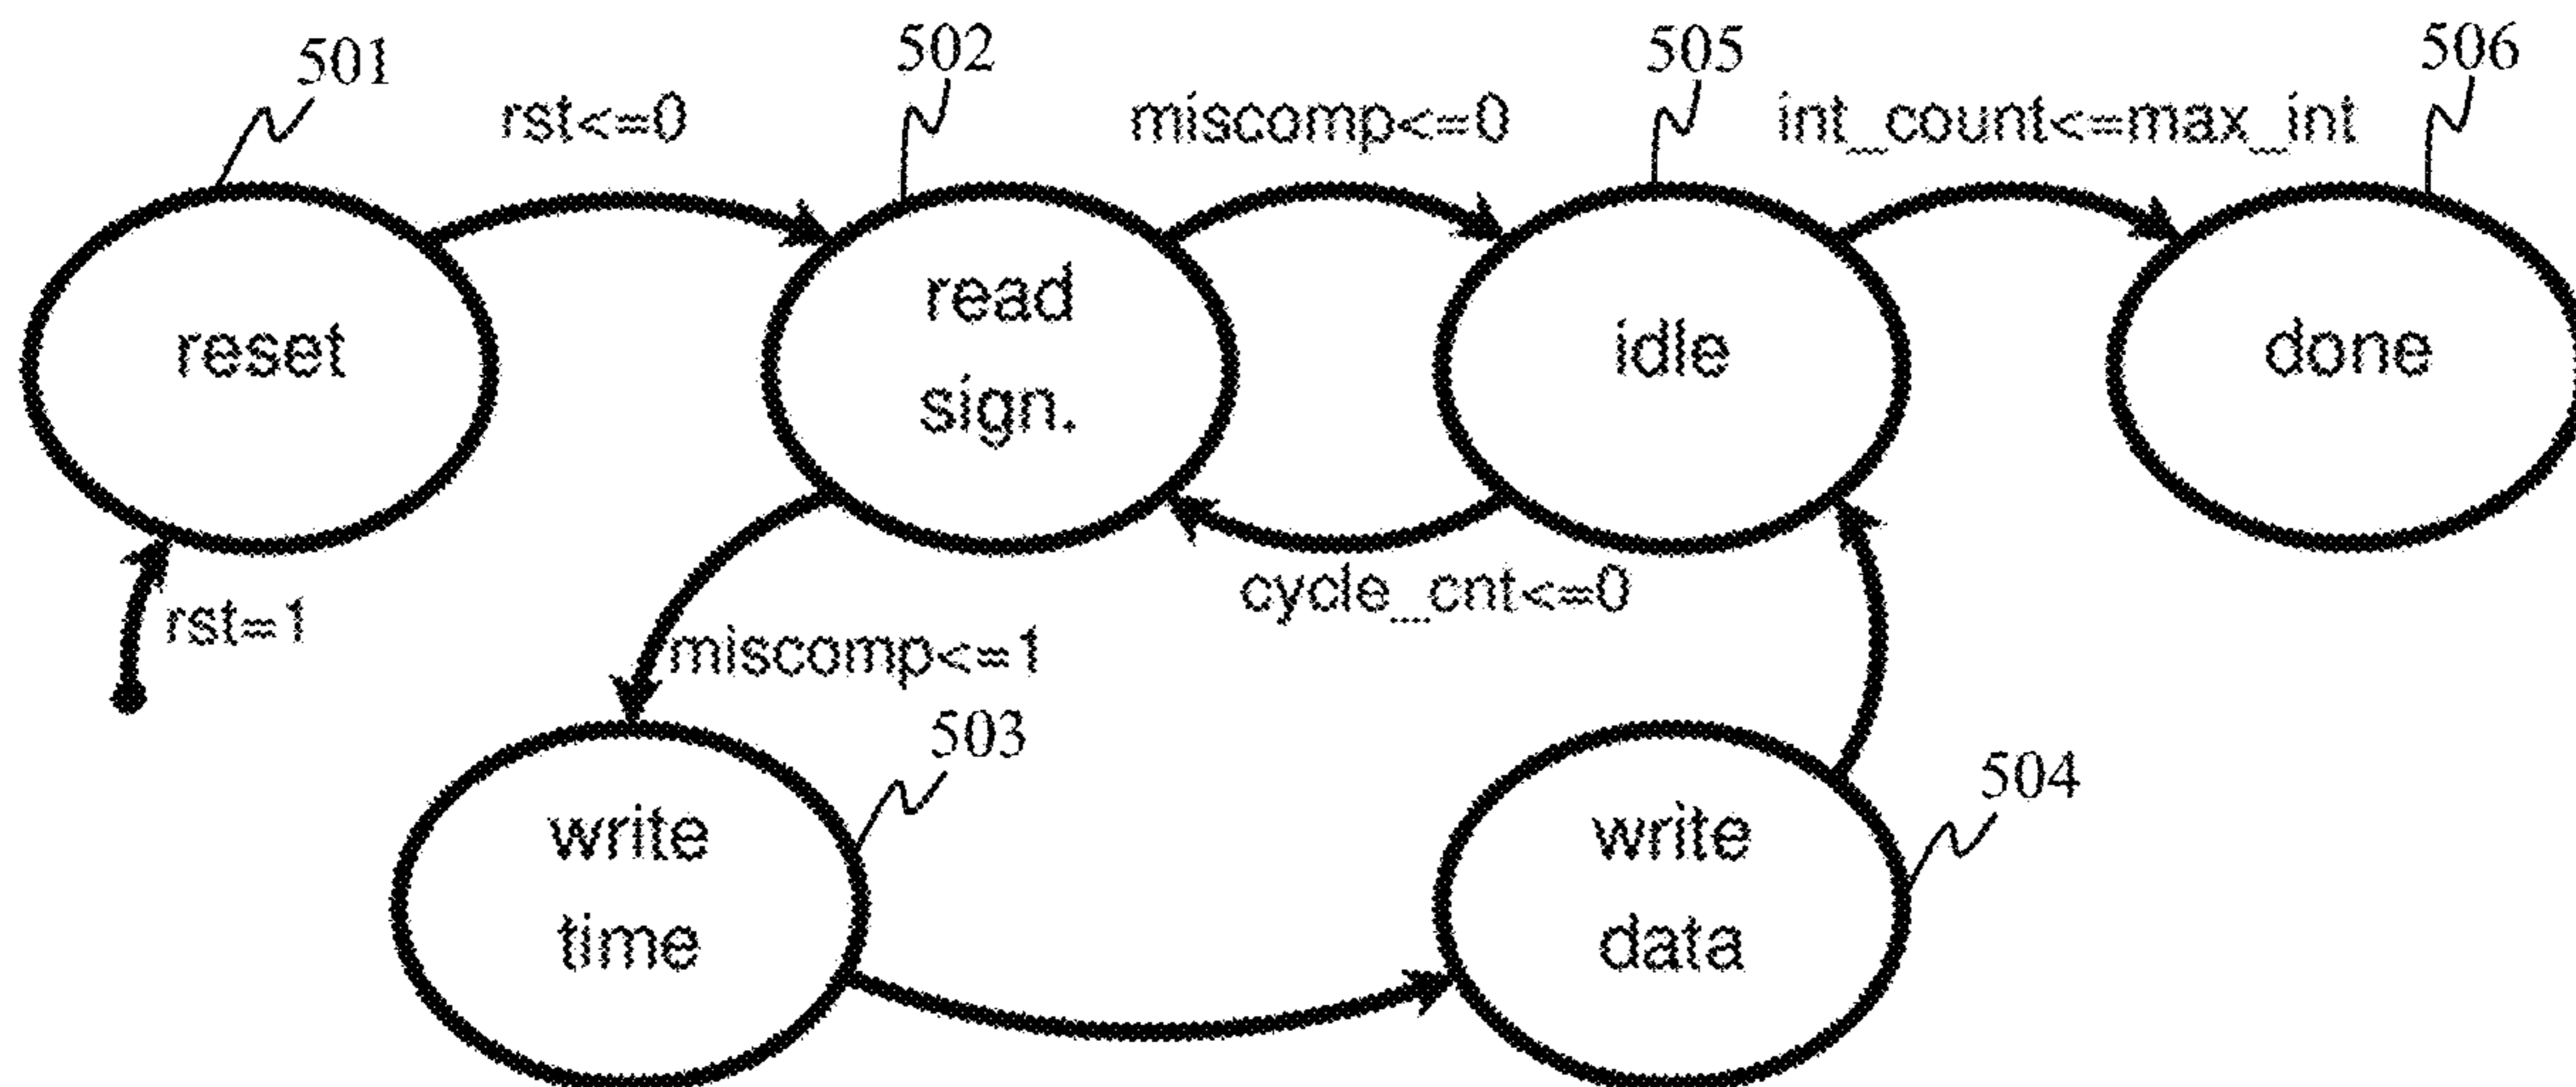 501
502
505
506
rst<=0
miscomp<=0
int_count<=max_int
reset
read
sign.
idle
done
rst=1
cycle_cnt<=0
miscomp<=1
503
504
write
time
write
data